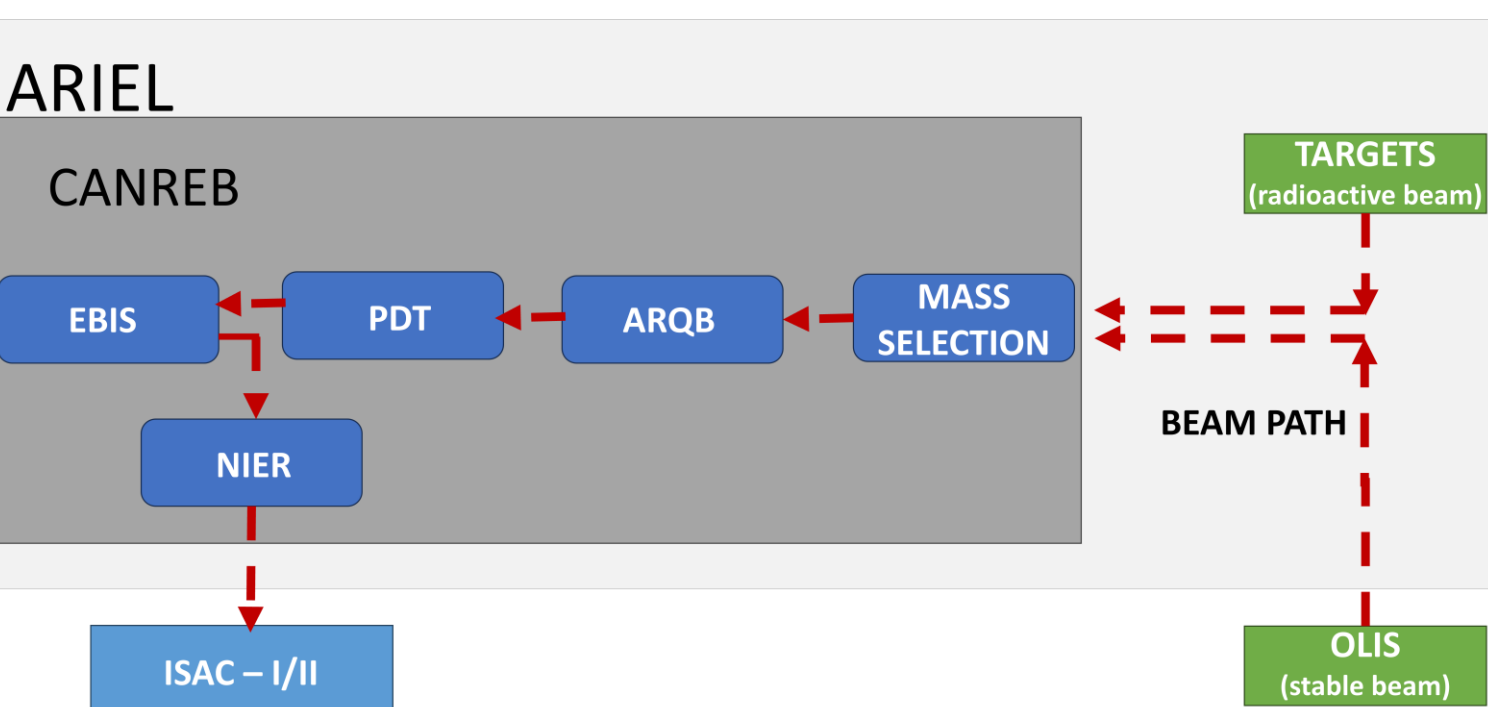 ARIEL
CANREB
TARGETS
(radioactive beam)
EBIS
PDT
ARQB
MASS
SELECTION
BEAM PATH
NIER
ISAC – I/II
OLIS
(stable beam)